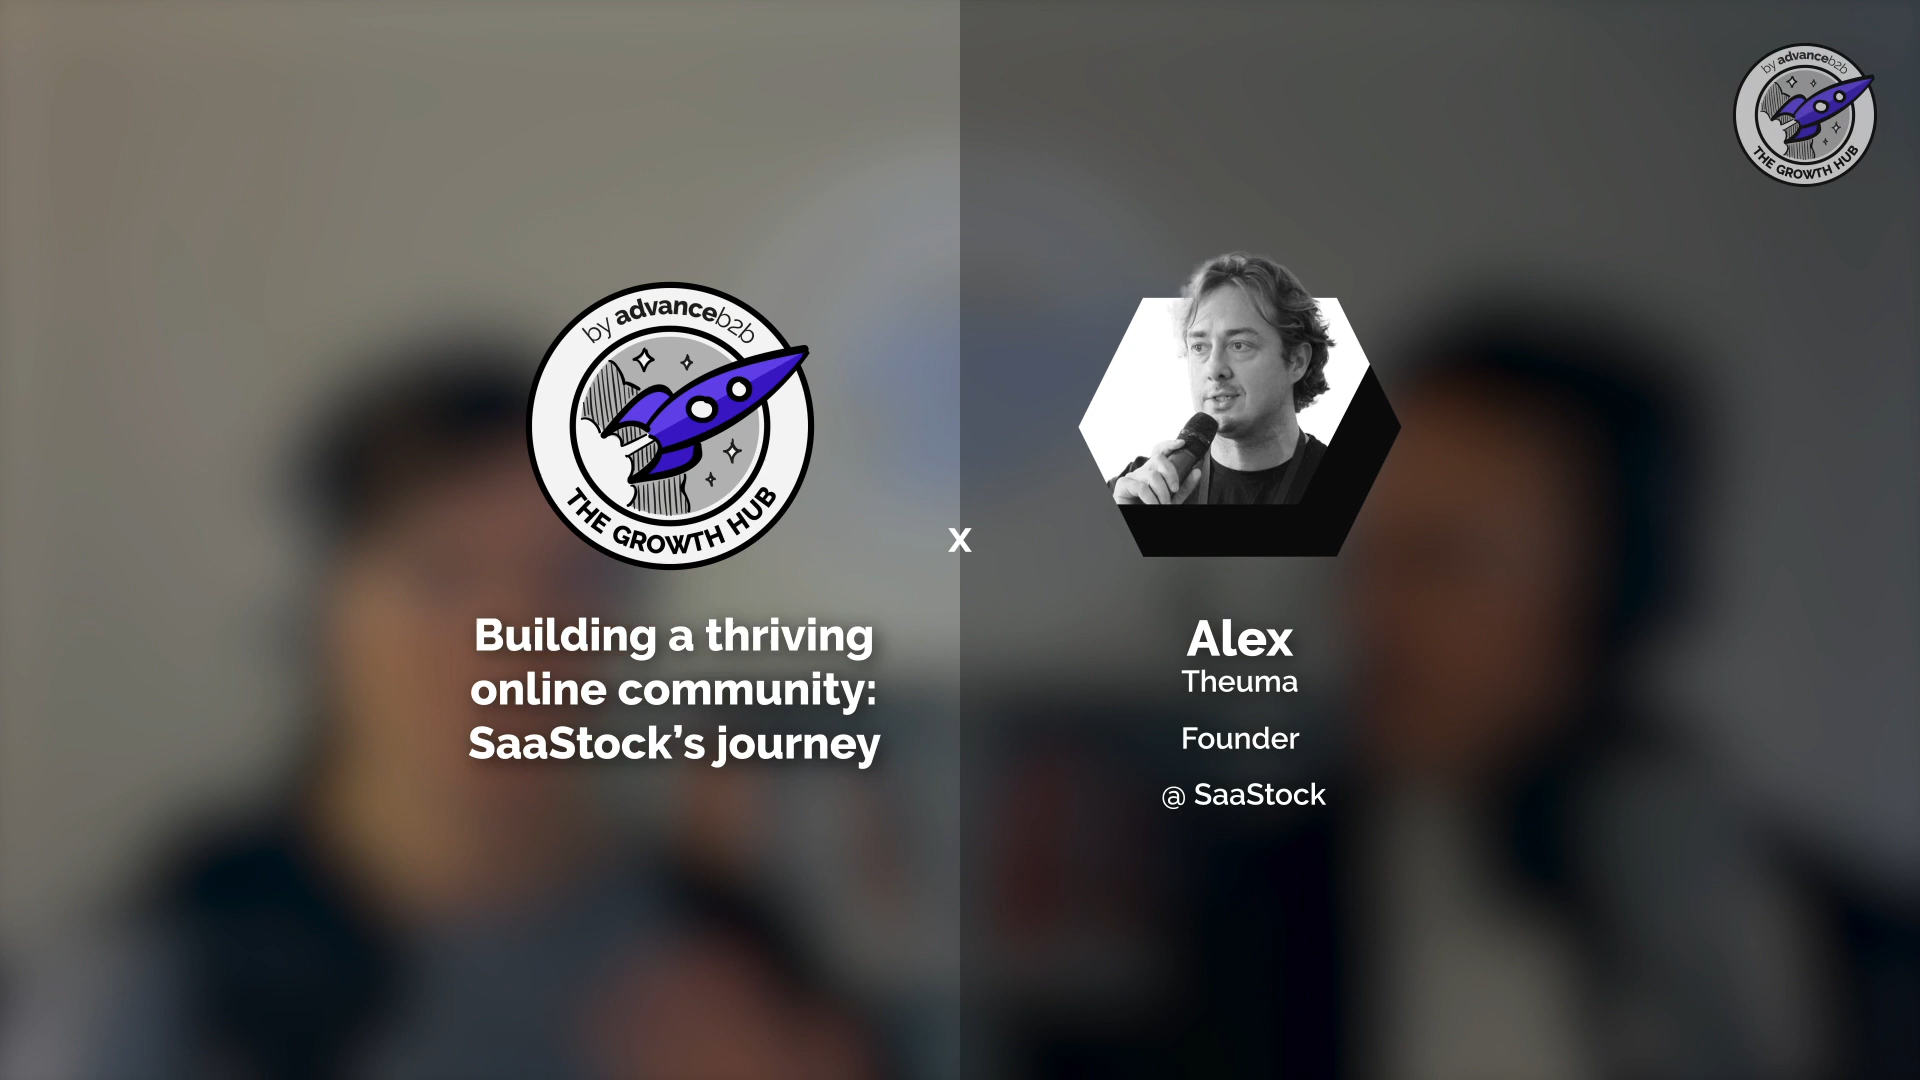 by advanceb2b
THE GROWTH HUB
by advanceb2b
THE GROWTH HUB
Building a thriving
online community:
SaaStock’s journey
x
Alex
Theuma
Founder
@ SaaStock